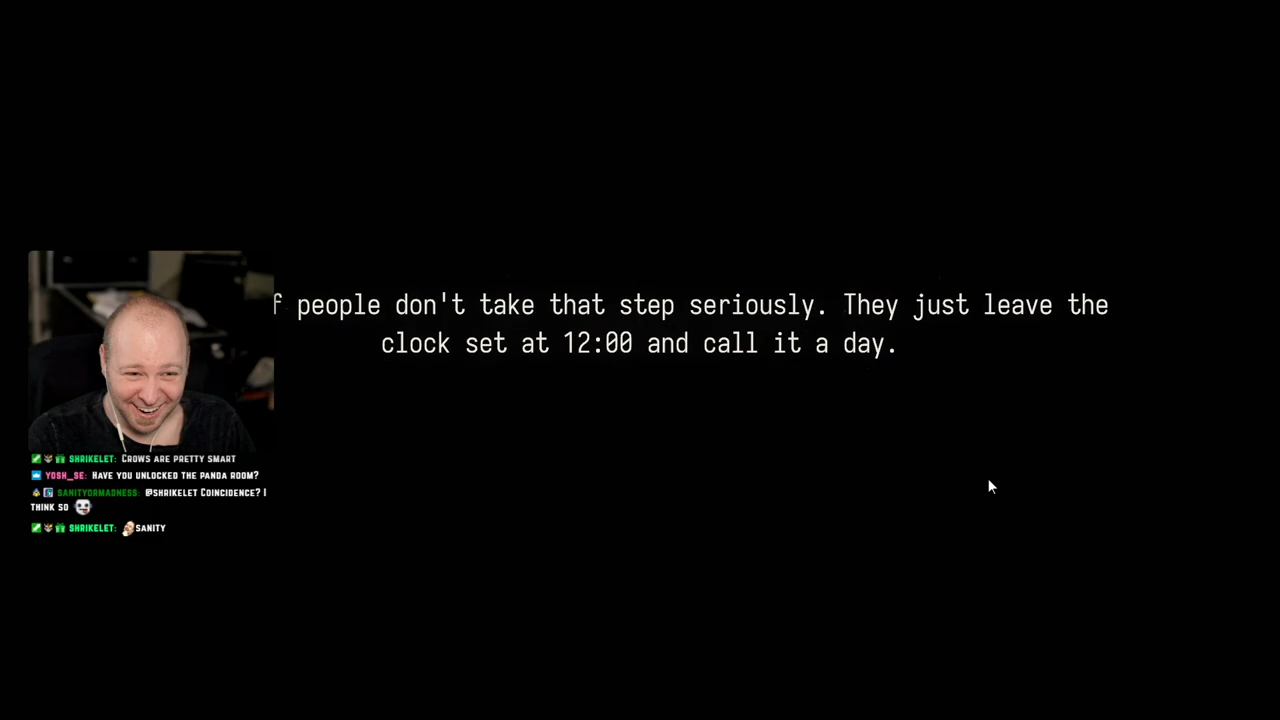 f people don't take that step seriously. They just leave the
clock set at 12:00 and call it a day.
SHRIKELET: CROWS ARE PRETTY SMART
YOSH_SE: HAVE YOU UNLOCKED THE PANDA ROOM?
SANITYORMADNESS: @SHRIKELET COINCIDENCE? I
THINK SO
SHRIKELET: SANITY